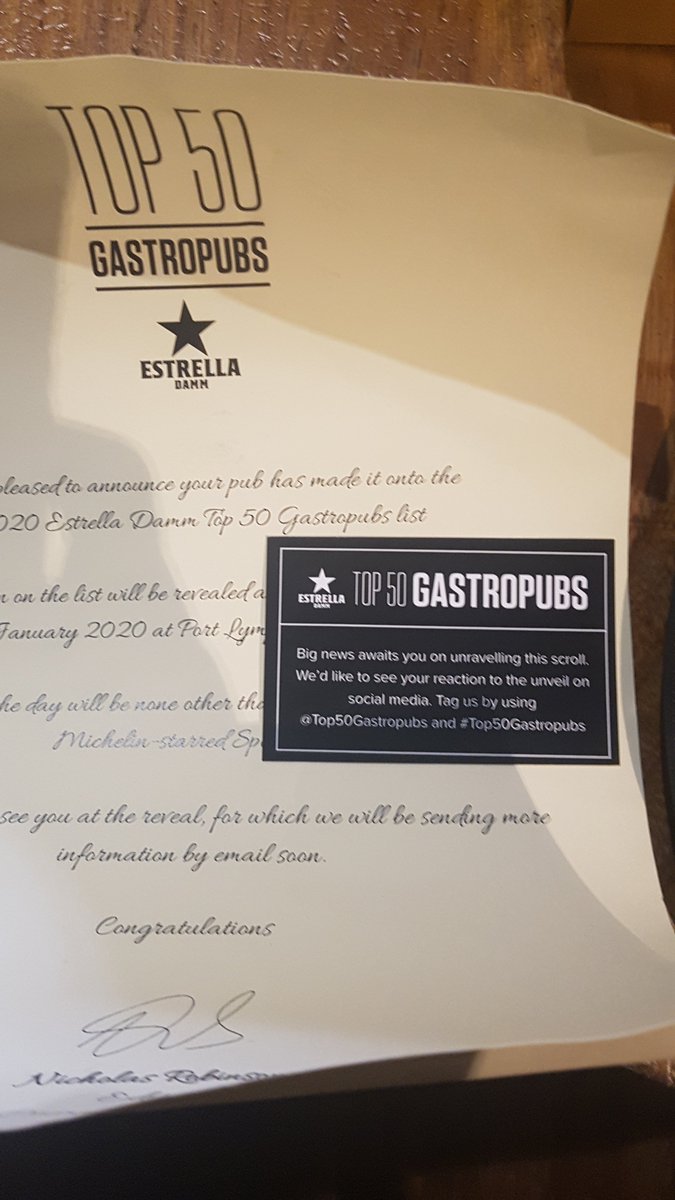 TOP 50
GASTROPUBS
ESTRELLA
DAMM
pleased to announce your pub has made it onto the
020 Estrella Damm Top 50 Gastropubs list
n on the list will be revealed a
January 2020 at Port Lym
he day will be none other tha
Michelin-starred Sp
see you at the reveal, for which we will be sending more
information by email soon.
Congratulations
Nicholas Robinson
ESTRELLA
DAMM
TOP 50 GASTROPUBS
Big news awaits you on unravelling this scroll.
We'd like to see your reaction to the unveil on
social media. Tag us by using
@Top50Gastropubs and #Top50Gastropubs